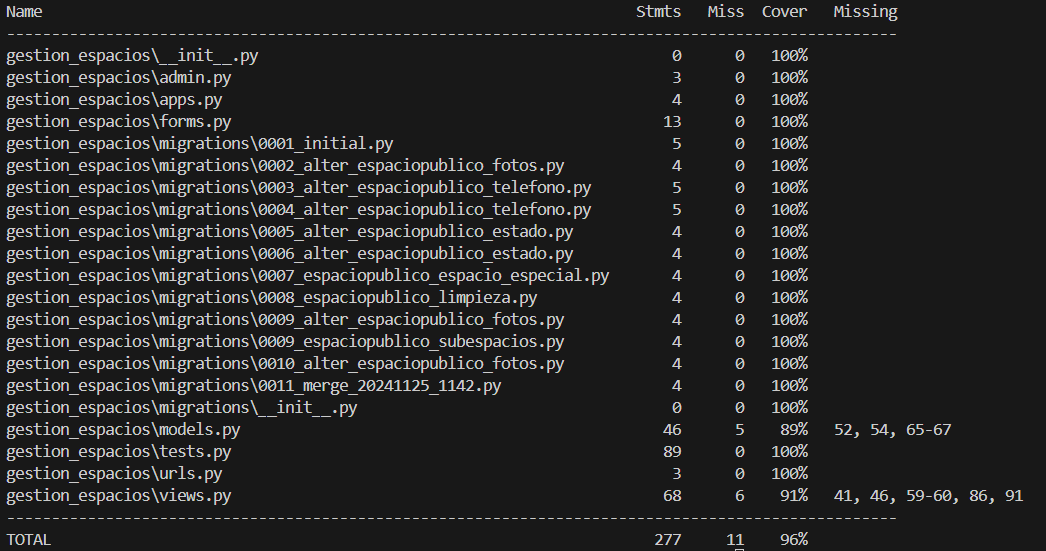 Name Stmts Miss Cover Missing
----------------------------------------------------------------------------------------------------
gestion_espacios\__init__.py 0 0 100%
gestion_espacios\admin.py 3 0 100%
gestion_espacios\apps.py 4 0 100%
gestion_espacios\forms.py 13 0 100%
gestion_espacios\migrations\0001_initial.py 5 0 100%
gestion_espacios\migrations\0002_alter_espaciopublico_fotos.py 4 0 100%
gestion_espacios\migrations\0003_alter_espaciopublico_telefono.py 5 0 100%
gestion_espacios\migrations\0004_alter_espaciopublico_telefono.py 5 0 100%
gestion_espacios\migrations\0005_alter_espaciopublico_estado.py 4 0 100%
gestion_espacios\migrations\0006_alter_espaciopublico_estado.py 4 0 100%
gestion_espacios\migrations\0007_espaciopublico_espacio_especial.py 4 0 100%
gestion_espacios\migrations\0008_espaciopublico_limpieza.py 4 0 100%
gestion_espacios\migrations\0009_alter_espaciopublico_fotos.py 4 0 100%
gestion_espacios\migrations\0009_espaciopublico_subespacios.py 4 0 100%
gestion_espacios\migrations\0010_alter_espaciopublico_fotos.py 4 0 100%
gestion_espacios\migrations\0011_merge_20241125_1142.py 4 0 100%
gestion_espacios\migrations\__init__.py 0 0 100%
gestion_espacios\models.py 46 5 89% 52, 54, 65-67
gestion_espacios\tests.py 89 0 100%
gestion_espacios\urls.py 3 0 100%
gestion_espacios\views.py 68 6 91% 41, 46, 59-60, 86, 91
----------------------------------------------------------------------------------------------------
TOTAL 277 11 96%